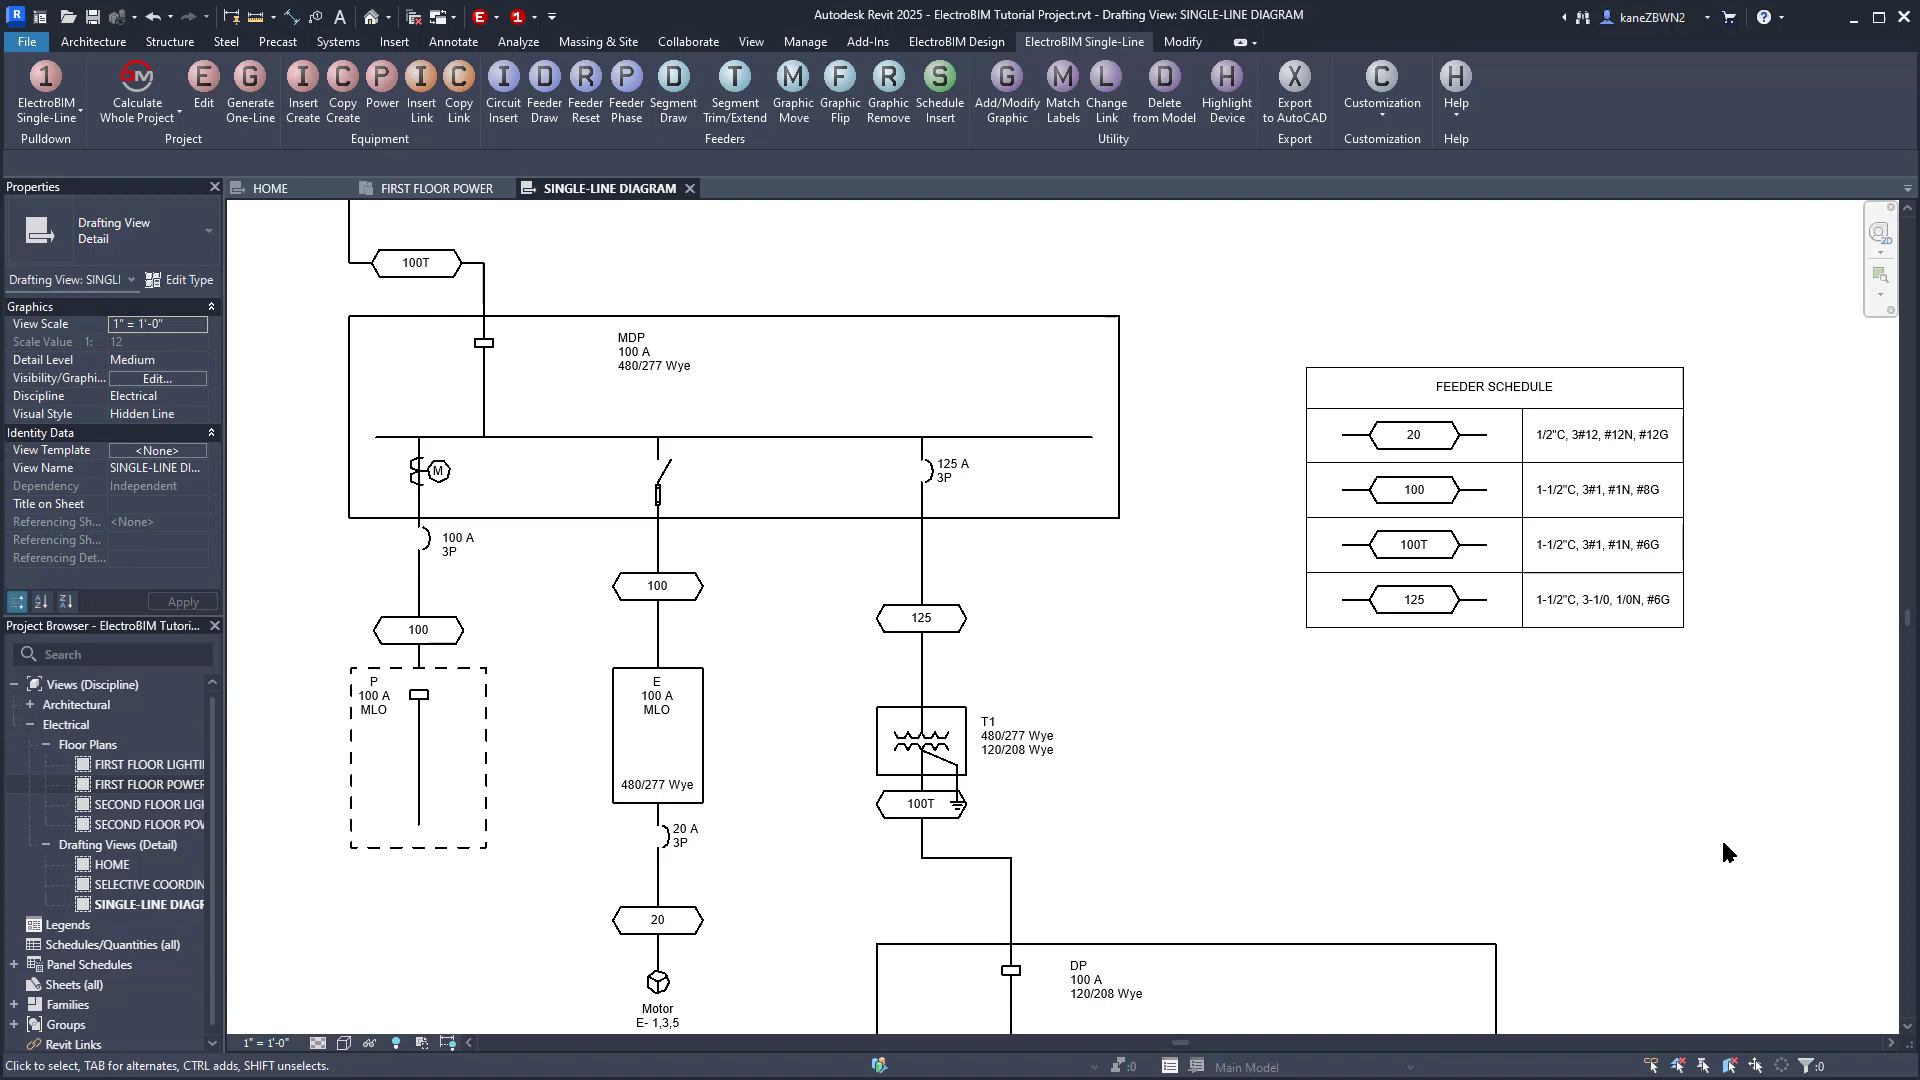 Autodesk Revit 2025 - ElectroBIM Tutorial Project.rvt - Drafting View: SINGLE-LINE DIAGRAM
kaneZBWN2
File Architecture Structure Steel Precast Systems Insert Annotate Analyze Massing & Site Collaborate View Manage Add-Ins ElectroBIM Design ElectroBIM Single-Line Modify
ElectroBIM Single-Line
Calculate Whole Project
Edit
Generate One-Line
Insert Create
Copy Create
Power
Insert Link
Copy Link
Circuit Insert
Feeder Draw
Feeder Reset
Feeder Phase
Segment Draw
Segment Trim/Extend
Graphic Move
Graphic Flip
Graphic Remove
Schedule Insert
Add/Modify Graphic
Match Labels
Change Link
Delete from Model
Highlight Device
Export to AutoCAD
Customization
Help
Pulldown Project Equipment Feeders Utility Export Customization Help
Properties
HOME FIRST FLOOR POWER SINGLE-LINE DIAGRAM
Drafting View
Detail
Drafting View: SINGLI
Edit Type
Graphics
View Scale 1" = 1'-0"
Scale Value 1: 12
Detail Level Medium
Visibility/Graphi... Edit...
Discipline Electrical
Visual Style Hidden Line
Identity Data
View Template <None>
View Name SINGLE-LINE DI...
Dependency Independent
Title on Sheet
Referencing Sh... <None>
Referencing Sh...
Referencing Det...
Apply
Project Browser - ElectroBIM Tutori...
Search
Views (Discipline)
Architectural
Electrical
Floor Plans
FIRST FLOOR LIGHTI
FIRST FLOOR POWER
SECOND FLOOR LIGH
SECOND FLOOR POW
Drafting Views (Detail)
HOME
SELECTIVE COORDIN
SINGLE-LINE DIAGR
Legends
Schedules/Quantities (all)
Panel Schedules
Sheets (all)
Families
Groups
Revit Links
100T
MDP
100 A
480/277 Wye
M
125 A
3P
100 A
3P
100
100
125
P
100 A
MLO
E
100 A
MLO
480/277 Wye
T1
480/277 Wye
120/208 Wye
100T
20 A
3P
20
Motor
E- 1,3,5
DP
100 A
120/208 Wye
FEEDER SCHEDULE
20 1/2"C, 3#12, #12N, #12G
100 1-1/2"C, 3#1, #1N, #8G
100T 1-1/2"C, 3#1, #1N, #6G
125 1-1/2"C, 3-1/0, 1/0N, #6G
1" = 1'-0"
Click to select, TAB for alternates, CTRL adds, SHIFT unselects.
:0
Main Model
:0